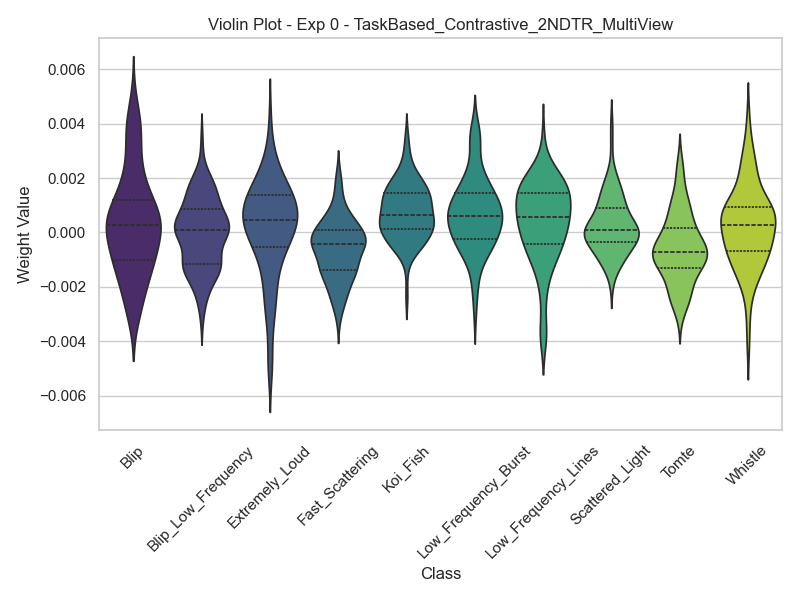 Violin Plot - Exp 0 - TaskBased_Contrastive_2NDTR_MultiView
Weight Value
0.006
0.004
0.002
0.000
−0.002
−0.004
−0.006
Blip
Blip_Low_Frequency
Extremely_Loud
Fast_Scattering
Koi_Fish
Low_Frequency_Burst
Low_Frequency_Lines
Scattered_Light
Tomte
Whistle
Class